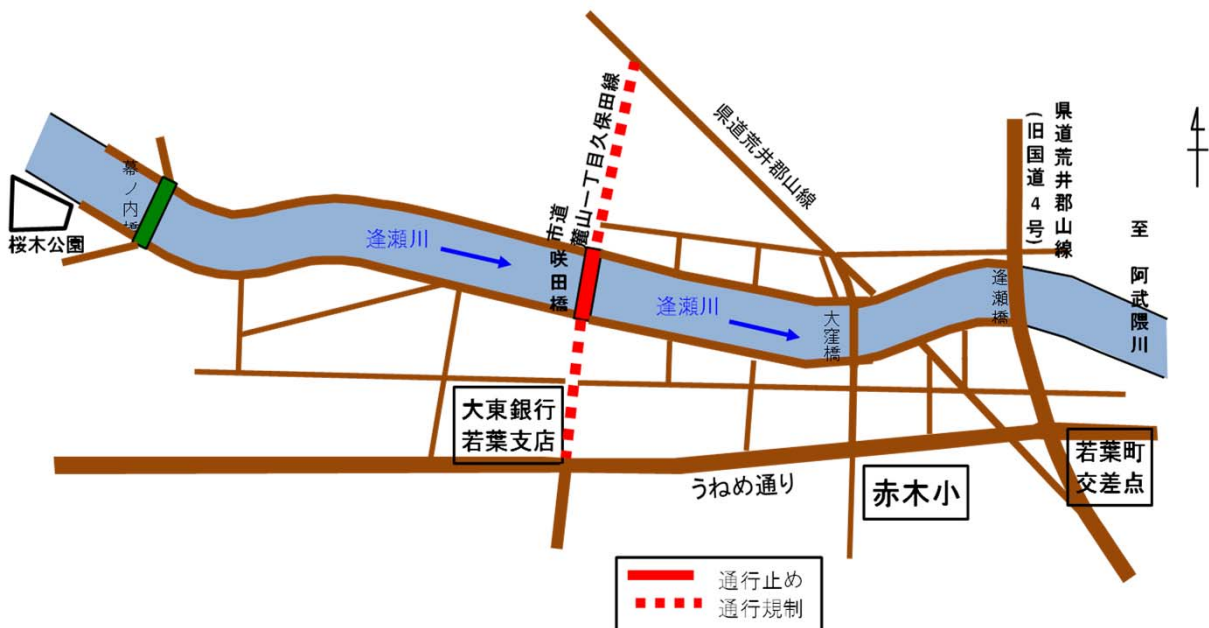 幕ノ内橋
桜木公園
逢瀬川
市道
麓山一丁目久保田線
咲田橋
逢瀬川
県道荒井郡山線
大窪橋
逢瀬橋
県道荒井郡山線
(旧国道4号)
至 阿武隈川
大東銀行
若葉支店
うねめ通り
赤木小
若葉町
交差点
通行止め
通行規制